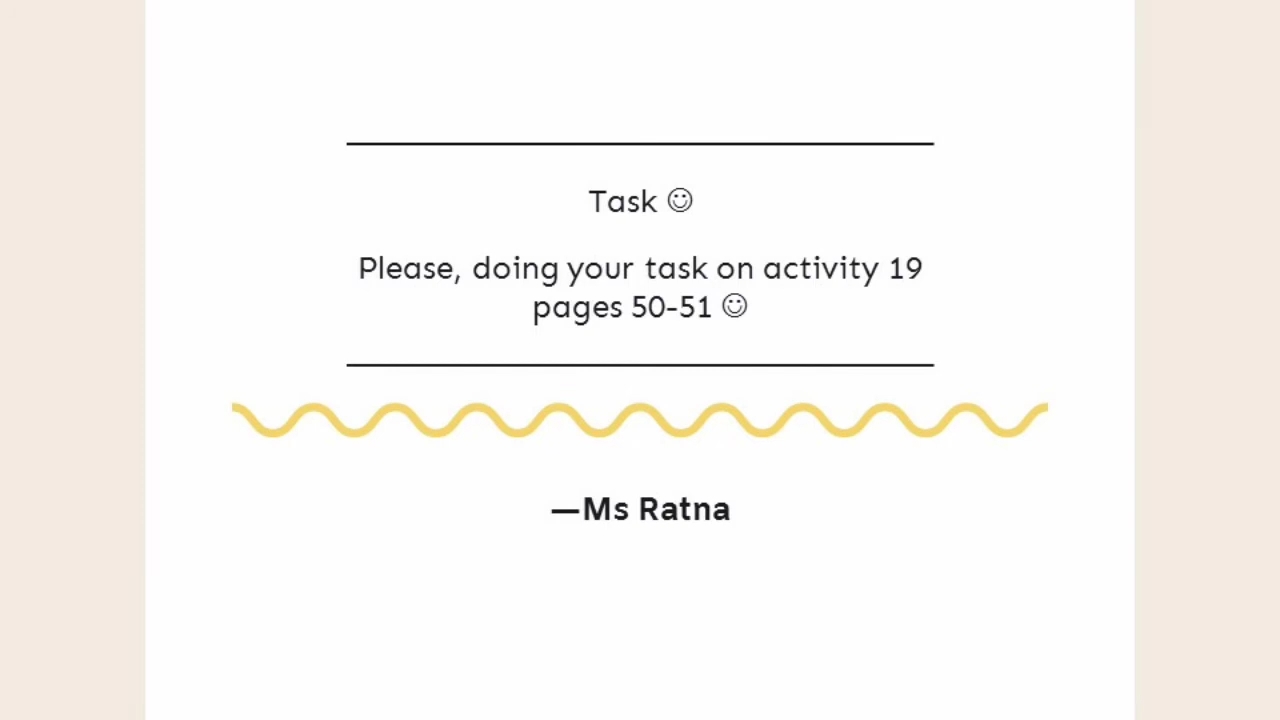 Task ☺
Please, doing your task on activity 19
pages 50-51 ☺
—Ms Ratna